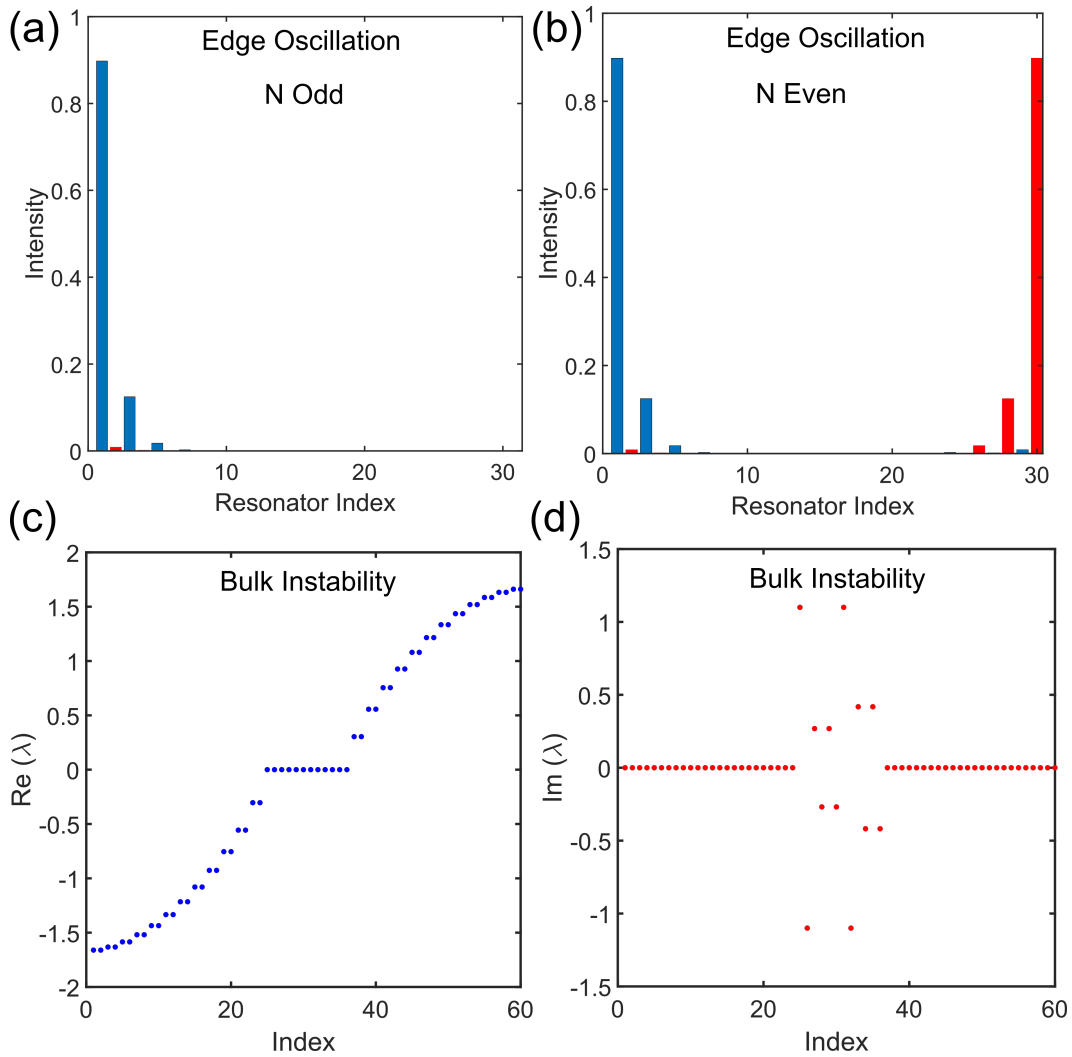 (a)
Edge Oscillation
N Odd
Intensity
1
0.8
0.6
0.4
0.2
0
0 10 20 30
Resonator Index
(b)
Edge Oscillation
N Even
Intensity
1
0.8
0.6
0.4
0.2
0
0 10 20 30
Resonator Index
(c)
Bulk Instability
Re (λ)
2
1.5
1
0.5
0
-0.5
-1
-1.5
-2
0 20 40 60
Index
(d)
Bulk Instability
Im (λ)
1.5
1
0.5
0
-0.5
-1
-1.5
0 20 40 60
Index